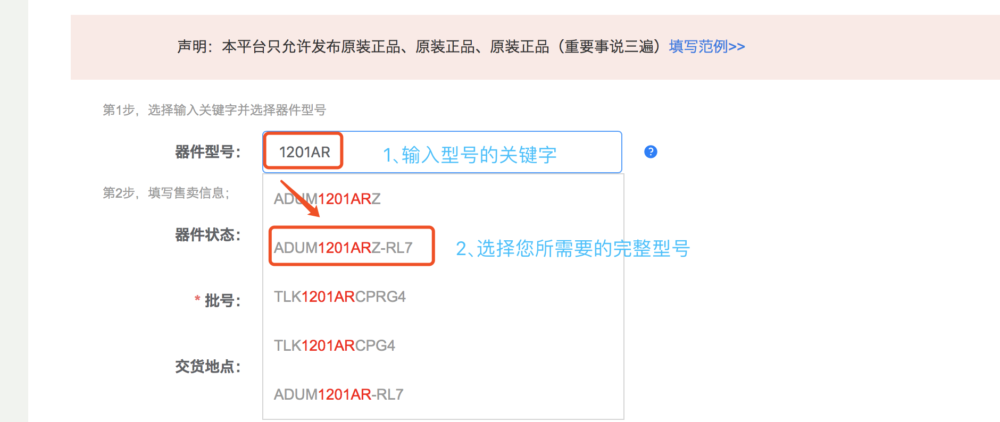 声明：本平台只允许发布原装正品、原装正品、原装正品（重要事说三遍）填写范例>>
第1步，选择输入关键字并选择器件型号
器件型号： 1201AR 1、输入型号的关键字 ?
第2步，填写售卖信息；
ADUM1201ARZ
器件状态：
ADUM1201ARZ-RL7 2、选择您所需要的完整型号
* 批号：
TLK1201ARCPRG4
TLK1201ARCPG4
交货地点：
ADUM1201AR-RL7